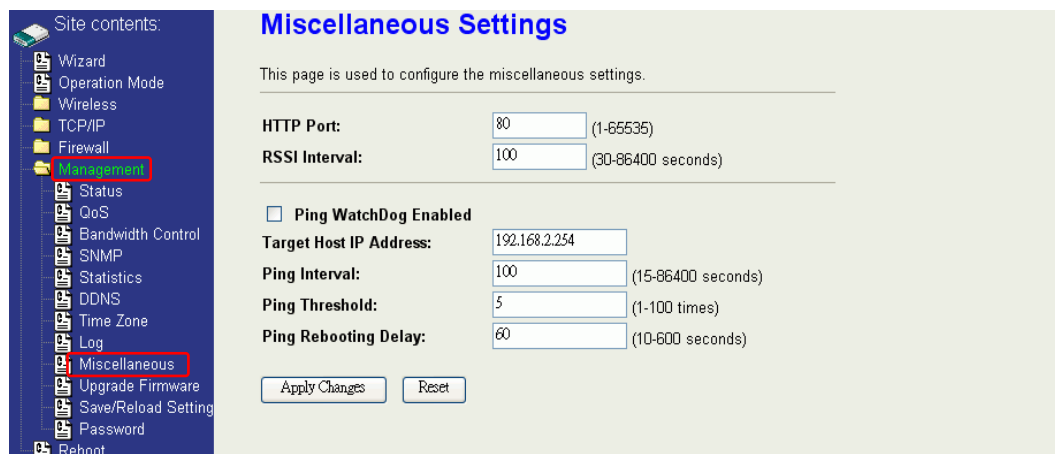 Site contents:
Wizard
Operation Mode
Wireless
TCP/IP
Firewall
Management
Status
QoS
Bandwidth Control
SNMP
Statistics
DDNS
Time Zone
Log
Miscellaneous
Upgrade Firmware
Save/Reload Setting
Password
Reboot
Miscellaneous Settings
This page is used to configure the miscellaneous settings.
HTTP Port: 80 (1-65535)
RSSI Interval: 100 (30-86400 seconds)
Ping WatchDog Enabled
Target Host IP Address: 192.168.2.254
Ping Interval: 100 (15-86400 seconds)
Ping Threshold: 5 (1-100 times)
Ping Rebooting Delay: 60 (10-600 seconds)
Apply Changes Reset